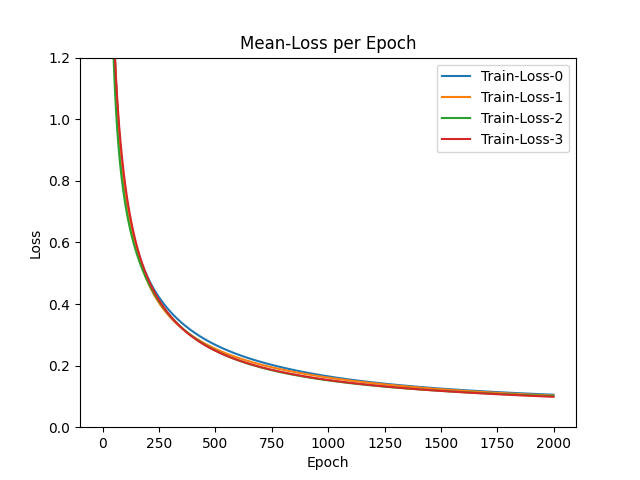 Mean-Loss per Epoch
1.2
1.0
0.8
0.6
0.4
0.2
0.0
Loss
Train-Loss-0
Train-Loss-1
Train-Loss-2
Train-Loss-3
0 250 500 750 1000 1250 1500 1750 2000
Epoch